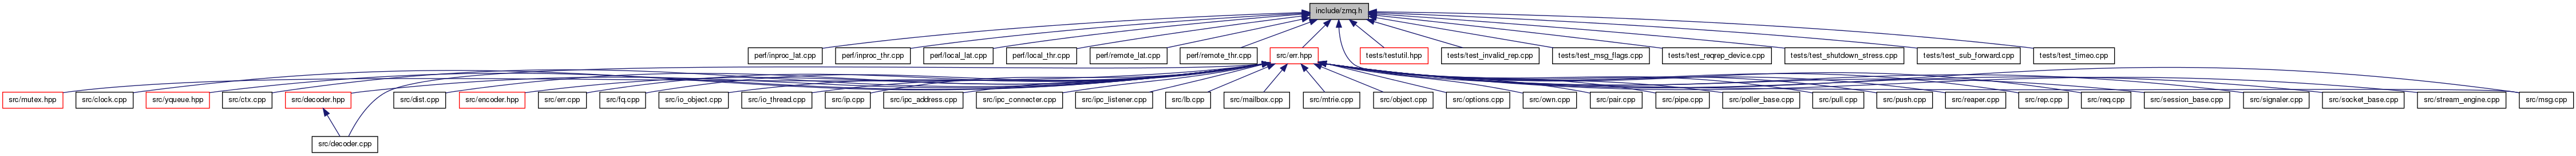 include/zmq.h
perf/inproc_lat.cpp
perf/inproc_thr.cpp
perf/local_lat.cpp
perf/local_thr.cpp
perf/remote_lat.cpp
perf/remote_thr.cpp
src/err.hpp
tests/testutil.hpp
tests/test_invalid_rep.cpp
tests/test_msg_flags.cpp
tests/test_reqrep_device.cpp
tests/test_shutdown_stress.cpp
tests/test_sub_forward.cpp
tests/test_timeo.cpp
src/mutex.hpp
src/clock.cpp
src/yqueue.hpp
src/ctx.cpp
src/decoder.hpp
src/dist.cpp
src/encoder.hpp
src/err.cpp
src/fq.cpp
src/io_object.cpp
src/io_thread.cpp
src/ip.cpp
src/ipc_address.cpp
src/ipc_connecter.cpp
src/ipc_listener.cpp
src/lb.cpp
src/mailbox.cpp
src/mtrie.cpp
src/object.cpp
src/options.cpp
src/own.cpp
src/pair.cpp
src/pipe.cpp
src/poller_base.cpp
src/pull.cpp
src/push.cpp
src/reaper.cpp
src/rep.cpp
src/req.cpp
src/session_base.cpp
src/signaler.cpp
src/socket_base.cpp
src/stream_engine.cpp
src/msg.cpp
src/decoder.cpp